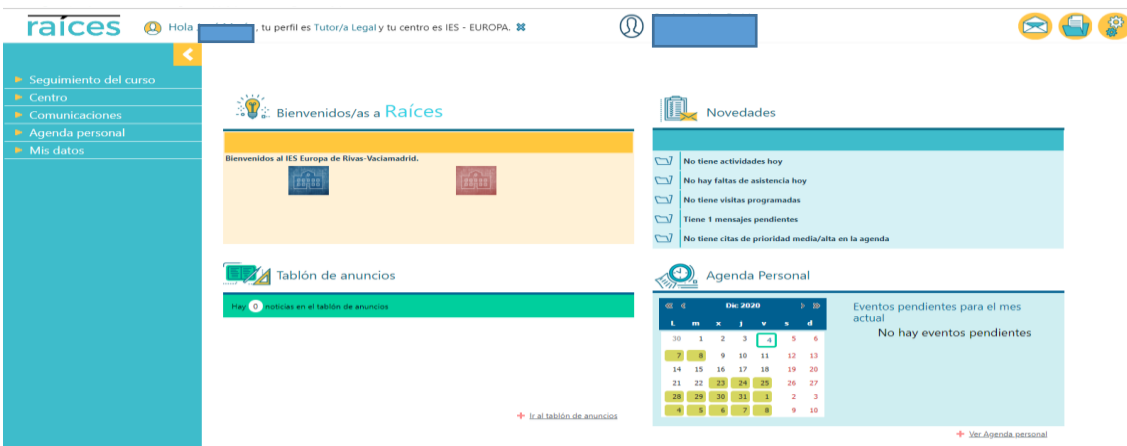 raíces
Hola , tu perfil es Tutor/a Legal y tu centro es IES - EUROPA.
Seguimiento del curso
Centro
Comunicaciones
Agenda personal
Mis datos
Bienvenidos/as a Raíces
Bienvenidos al IES Europa de Rivas-Vaciamadrid.
Novedades
No tiene actividades hoy
No hay faltas de asistencia hoy
No tiene visitas programadas
Tiene 1 mensajes pendientes
No tiene citas de prioridad media/alta en la agenda
Tablón de anuncios
Hay 0 noticias en el tablón de anuncios
+ Ir al tablón de anuncios
Agenda Personal
Dic 2020
L m x j v s d
30 1 2 3 4 5 6
7 8 9 10 11 12 13
14 15 16 17 18 19 20
21 22 23 24 25 26 27
28 29 30 31 1 2 3
4 5 6 7 8 9 10
Eventos pendientes para el mes
actual
No hay eventos pendientes
+ Ver Agenda personal